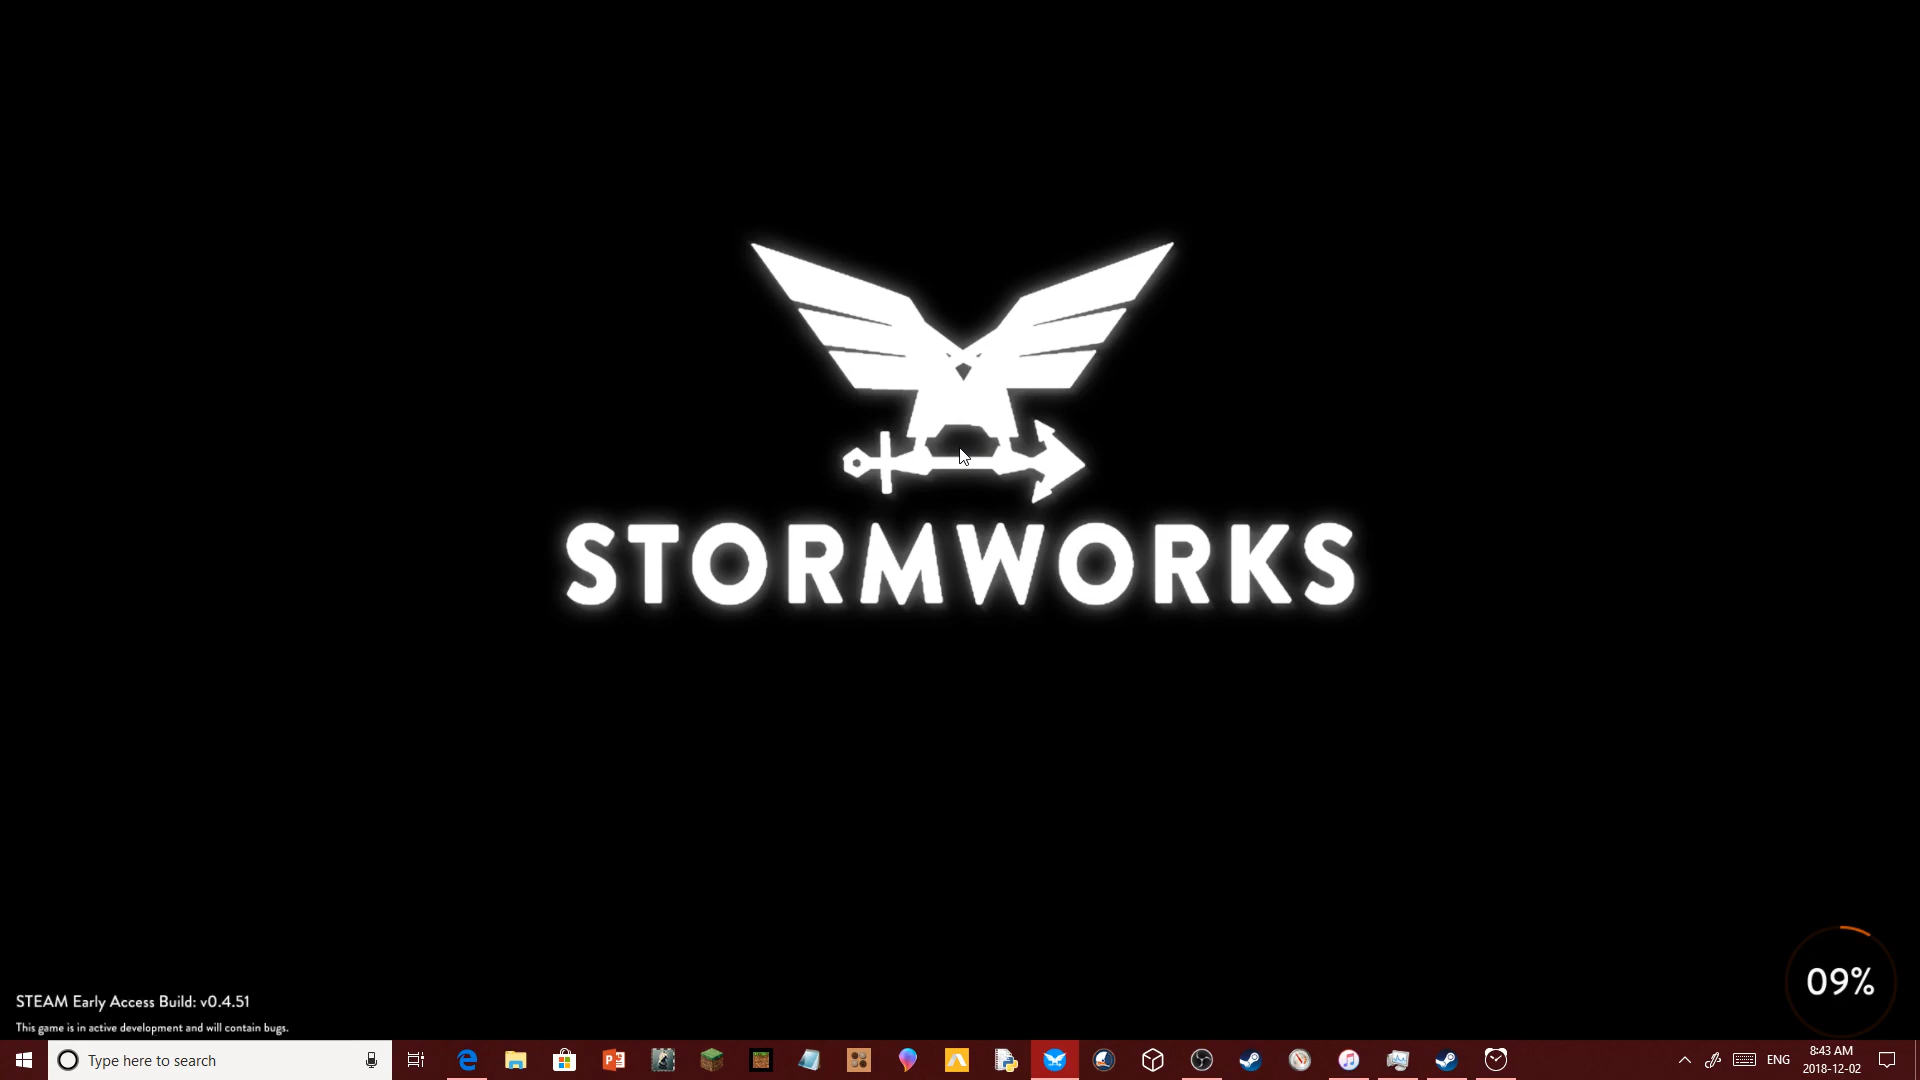 STORMWORKS
09%
STEAM Early Access Build: v0.4.51
This game is in active development and will contain bugs.
Type here to search
ENG
8:43 AM
2018-12-02